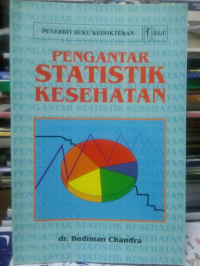 PENERBIT BUKU KEDOKTERAN EGC
PENGANTAR
STATISTIK
KESEHATAN
dr. Budiman Chandra